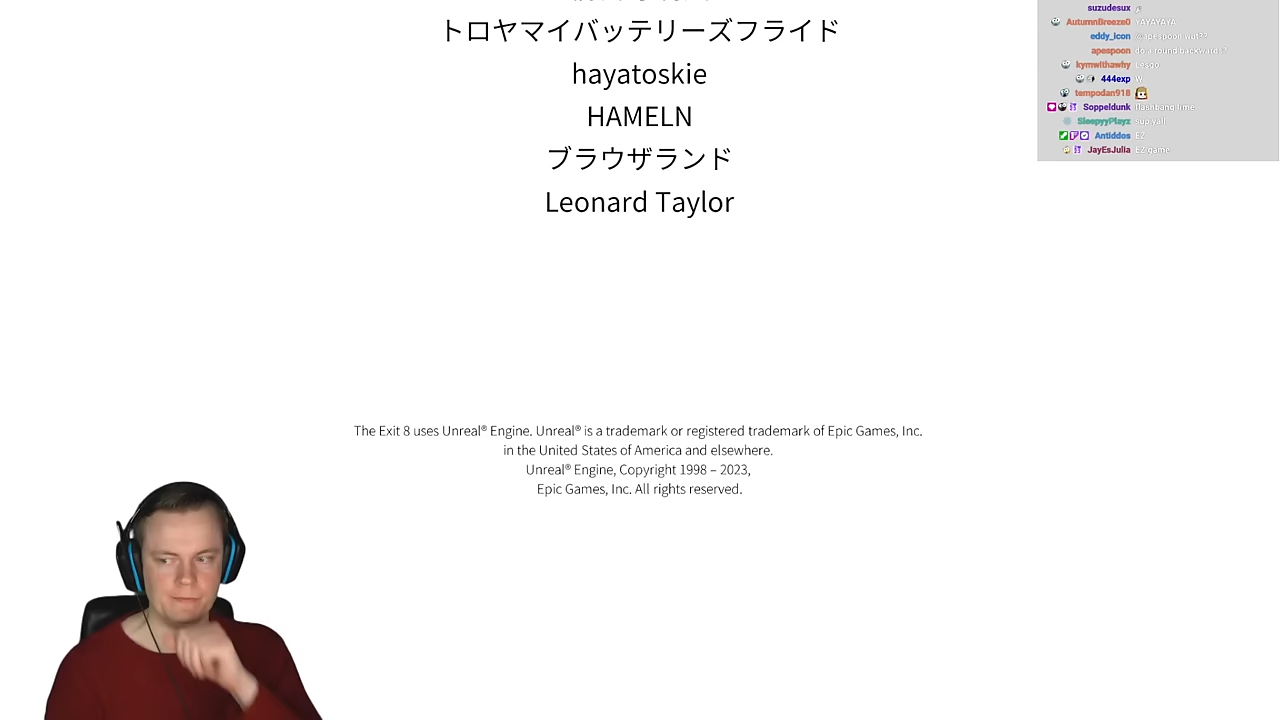 トロヤマイバッテリーズフライド
hayatoskie
HAMELN
ブラウザランド
Leonard Taylor
The Exit 8 uses Unreal® Engine. Unreal® is a trademark or registered trademark of Epic Games, Inc.
in the United States of America and elsewhere.
Unreal® Engine, Copyright 1998 – 2023,
Epic Games, Inc. All rights reserved.
suzudesux
AutumnBreeze0 YAYAYAYA
eddy_icon @apespoon wut??
apespoon do a round backwards?
kymwithawhy
444exp W
tempodan918
Soppeldunk flashbang time
SleepyyPlayz sup yall
Antiddos EZ
JayEsJulia EZ game